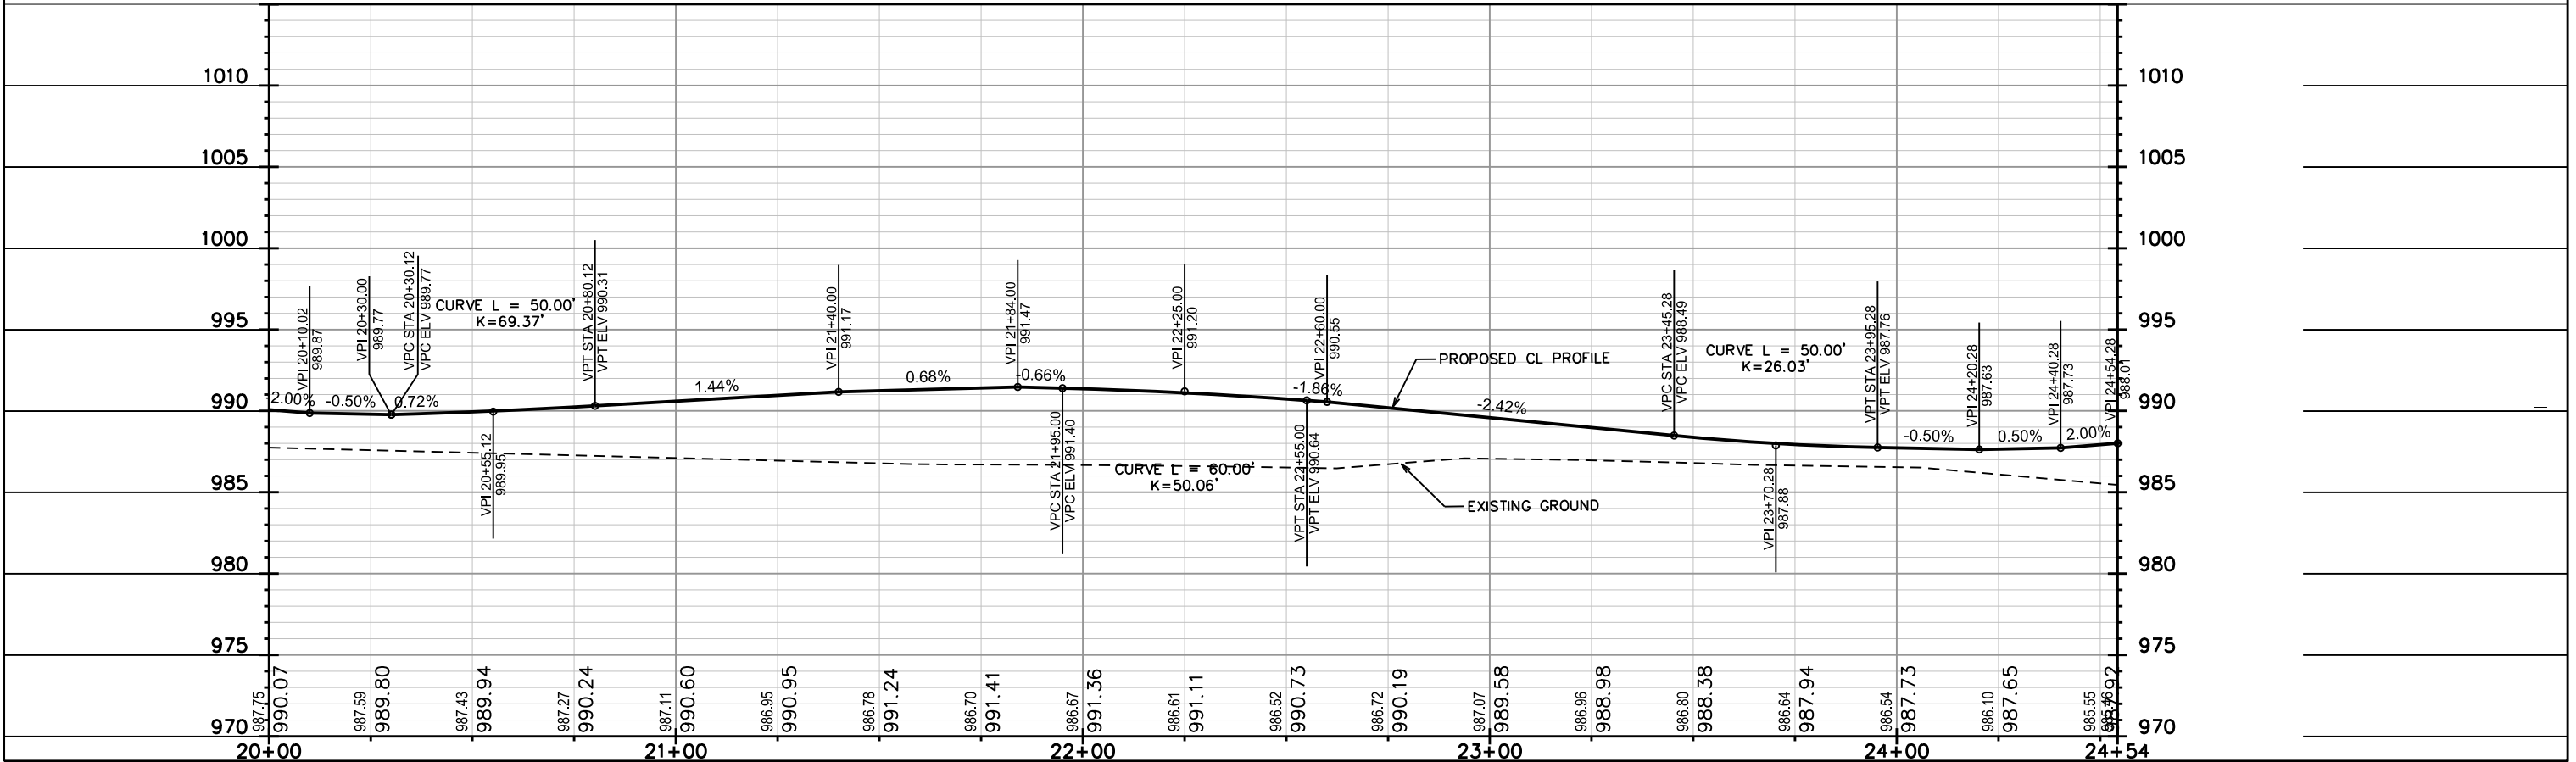 1010 1010
1005 1005
1000 1000
995 995
990 990
985 985
980 980
975 975
970 970
VPI 20+10.02
989.87
VPI 20+30.00
989.77
VPC STA 20+30.12
VPC ELV 989.77
CURVE L = 50.00'
K=69.37'
VPI 20+55.12
989.95
VPT STA 20+80.12
VPT ELV 990.31
VPI 21+40.00
991.17
VPI 21+84.00
991.47
VPC STA 21+95.00
VPC ELV 991.40
CURVE L = 60.00'
K=50.06'
VPI 22+25.00
991.20
VPT STA 22+55.00
VPT ELV 990.64
VPI 22+60.00
990.55
PROPOSED CL PROFILE
EXISTING GROUND
VPC STA 23+45.28
VPC ELV 988.49
CURVE L = 50.00'
K=26.03'
VPI 23+70.28
987.88
VPT STA 23+95.28
VPT ELV 987.76
VPI 24+20.28
987.63
VPI 24+40.28
987.73
VPI 24+54.28
988.01
-2.00%
-0.50%
0.72%
1.44%
0.68%
-0.66%
-1.86%
-2.42%
-0.50%
0.50%
2.00%
987.75
990.07
987.59
989.80
987.43
989.94
987.27
990.24
987.11
990.60
986.95
990.95
986.78
991.24
986.70
991.41
986.67
991.36
986.61
991.11
986.52
990.73
986.72
990.19
987.07
989.58
986.96
988.98
986.80
988.38
986.64
987.94
986.54
987.73
986.10
987.65
985.55
20+00 21+00 22+00 23+00 24+00 24+54